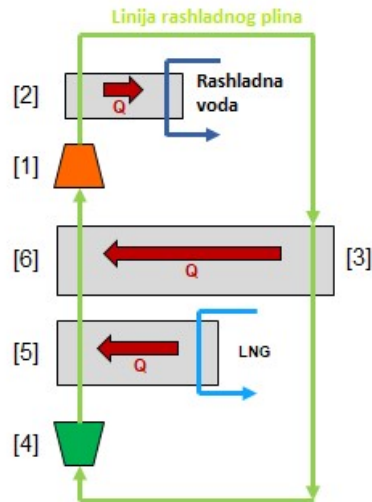 Linija rashladnog plina
[2]
Q
Rashladna
voda
[1]
[6]
Q
[3]
[5]
Q
LNG
[4]